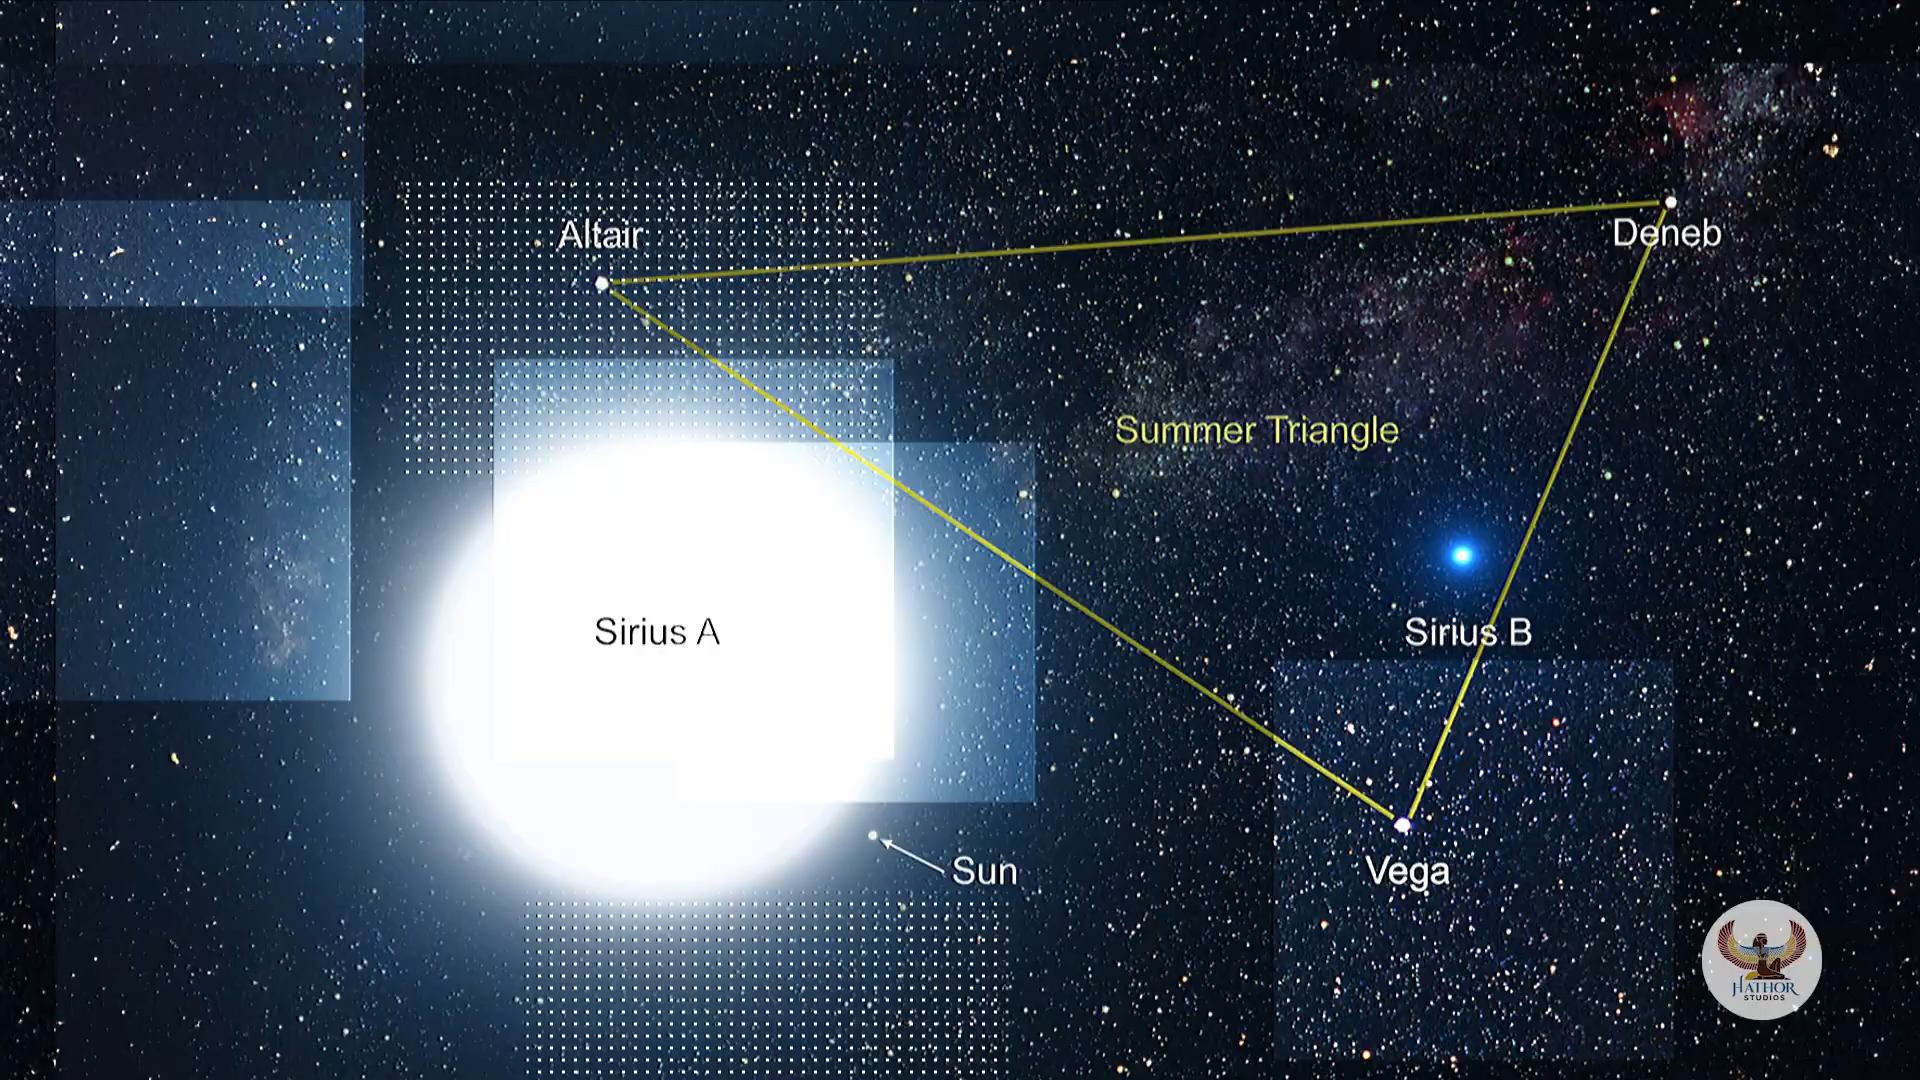 Altair
Deneb
Summer Triangle
Sirius A
Sirius B
Sun
Vega
HATHOR
STUDIOS